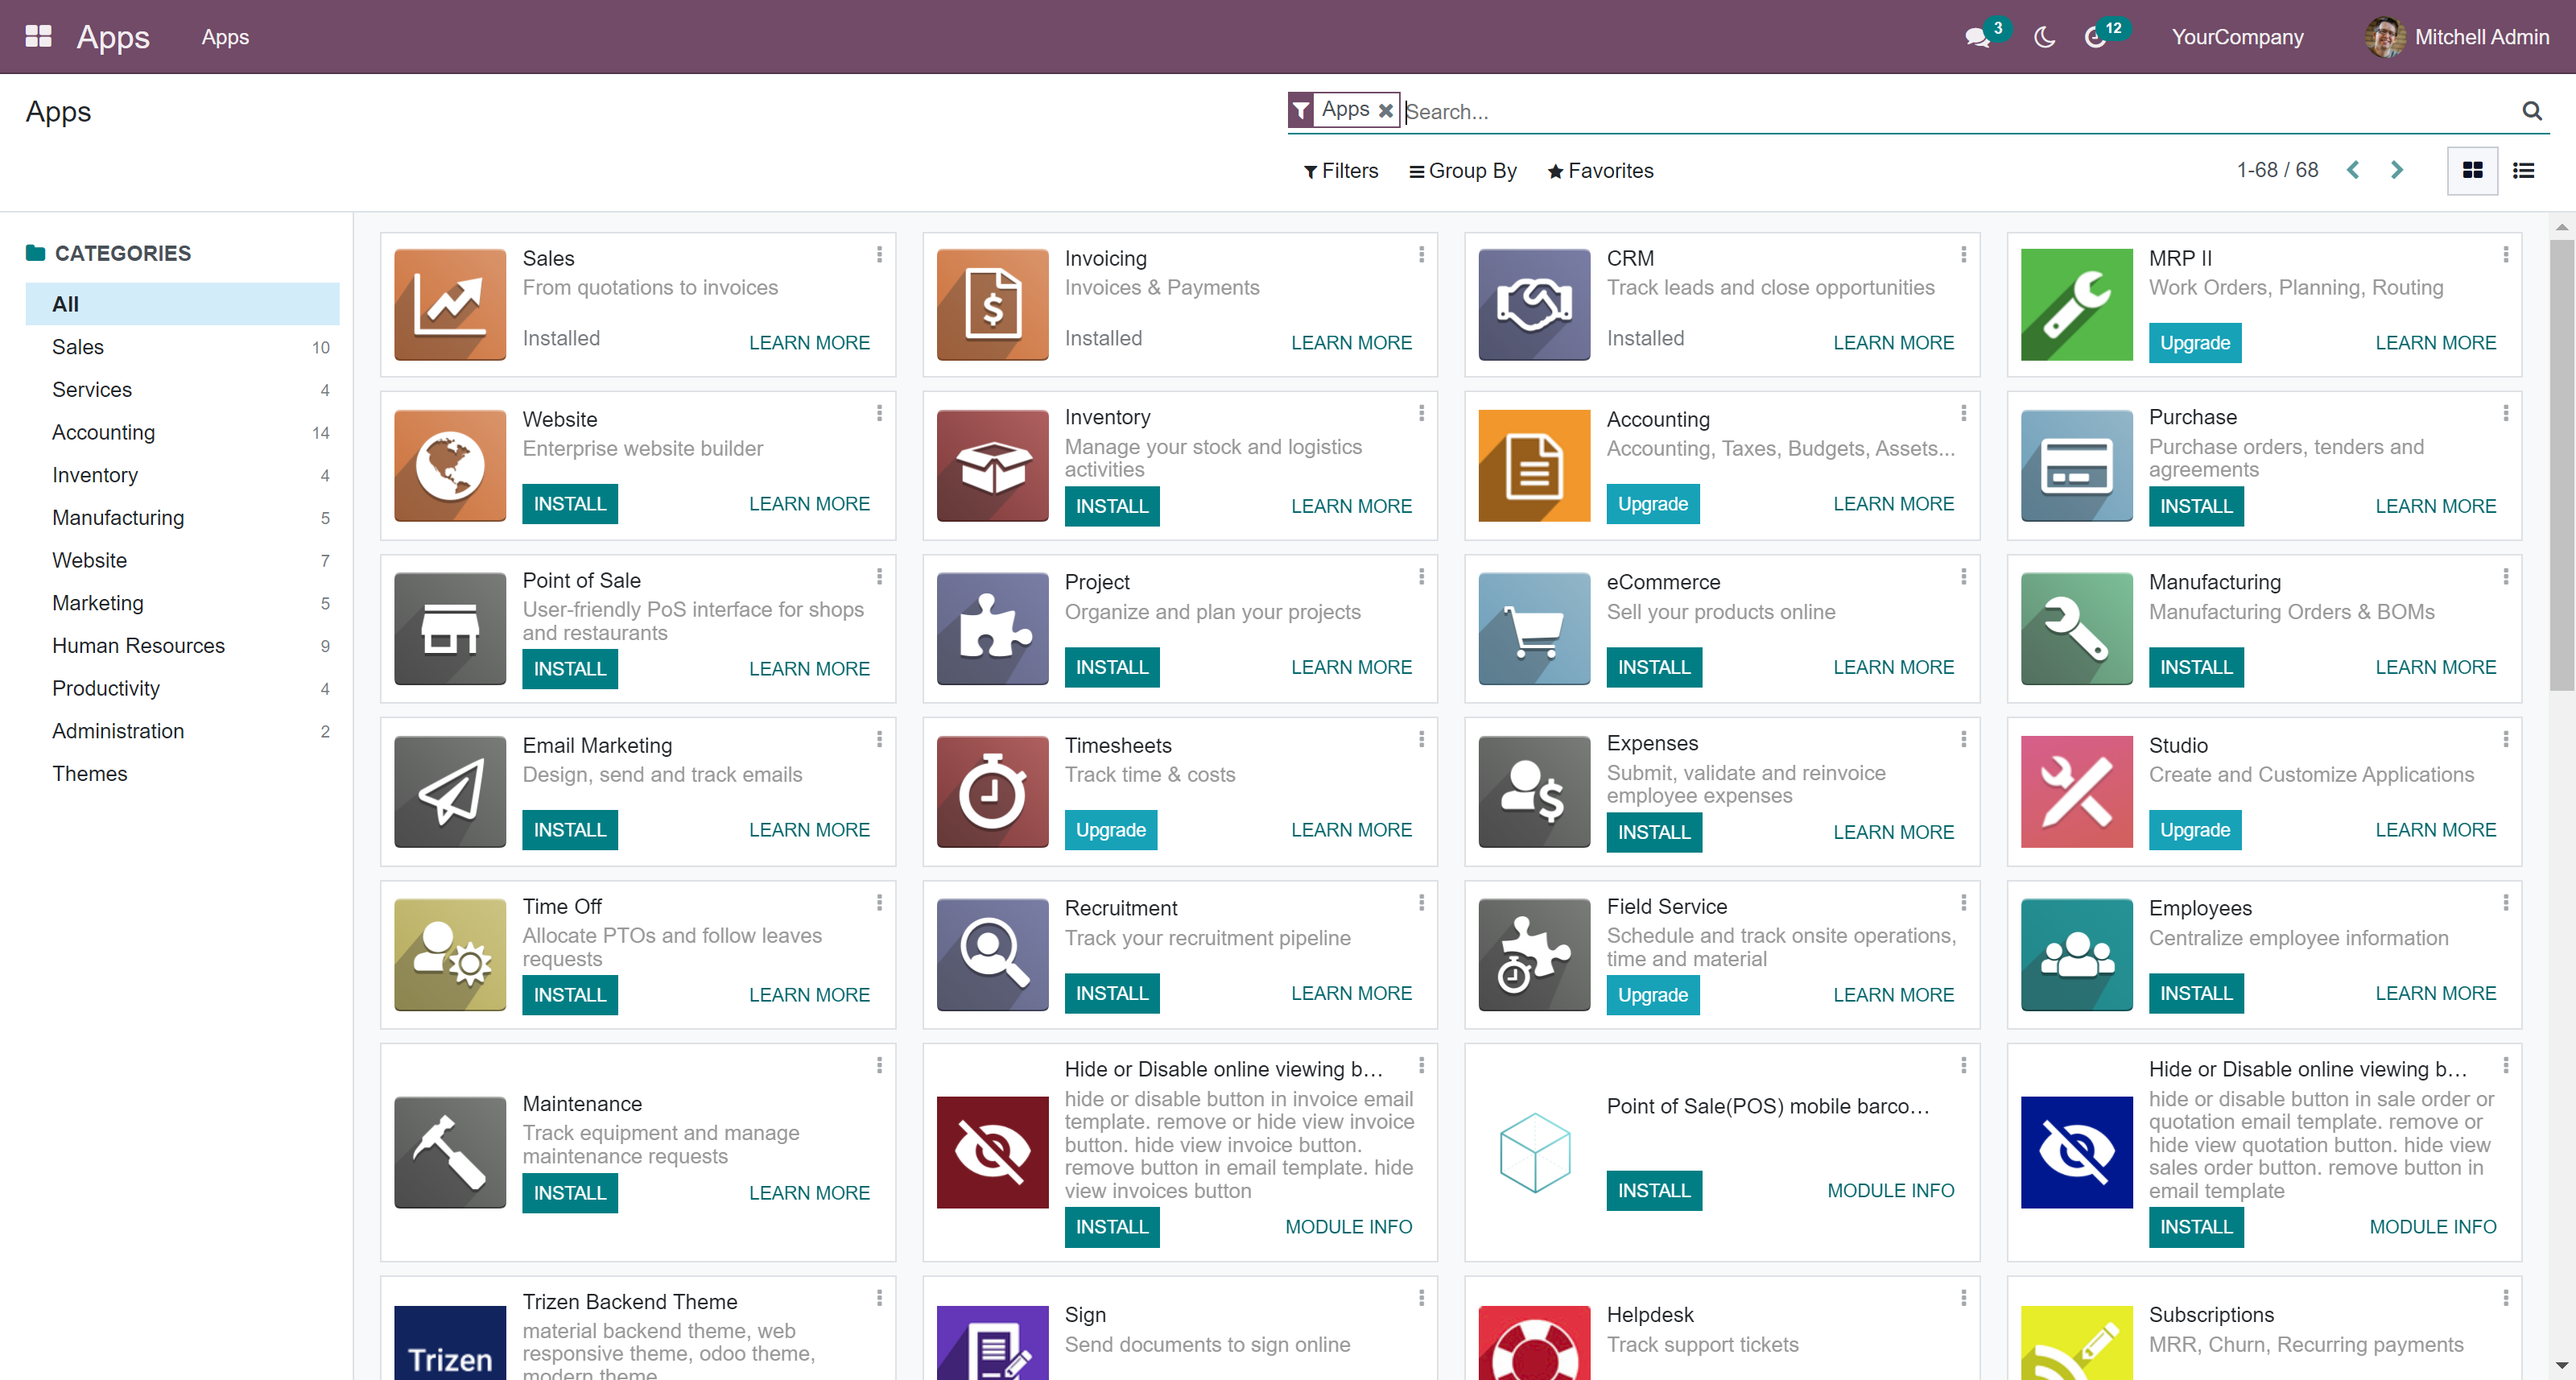 Apps
Apps
3
12
YourCompany
Mitchell Admin
Apps
Apps
Search...
Filters
Group By
Favorites
1-68 / 68
CATEGORIES
All
Sales 10
Services 4
Accounting 14
Inventory 4
Manufacturing 5
Website 7
Marketing 5
Human Resources 9
Productivity 4
Administration 2
Themes
Sales
From quotations to invoices
Installed
LEARN MORE
Invoicing
Invoices & Payments
Installed
LEARN MORE
CRM
Track leads and close opportunities
Installed
LEARN MORE
MRP II
Work Orders, Planning, Routing
Upgrade
LEARN MORE
Website
Enterprise website builder
INSTALL
LEARN MORE
Inventory
Manage your stock and logistics
activities
INSTALL
LEARN MORE
Accounting
Accounting, Taxes, Budgets, Assets...
Upgrade
LEARN MORE
Purchase
Purchase orders, tenders and
agreements
INSTALL
LEARN MORE
Point of Sale
User-friendly PoS interface for shops
and restaurants
INSTALL
LEARN MORE
Project
Organize and plan your projects
INSTALL
LEARN MORE
eCommerce
Sell your products online
INSTALL
LEARN MORE
Manufacturing
Manufacturing Orders & BOMs
INSTALL
LEARN MORE
Email Marketing
Design, send and track emails
INSTALL
LEARN MORE
Timesheets
Track time & costs
Upgrade
LEARN MORE
Expenses
Submit, validate and reinvoice
employee expenses
INSTALL
LEARN MORE
Studio
Create and Customize Applications
Upgrade
LEARN MORE
Time Off
Allocate PTOs and follow leaves
requests
INSTALL
LEARN MORE
Recruitment
Track your recruitment pipeline
INSTALL
LEARN MORE
Field Service
Schedule and track onsite operations,
time and material
Upgrade
LEARN MORE
Employees
Centralize employee information
INSTALL
LEARN MORE
Maintenance
Track equipment and manage
maintenance requests
INSTALL
LEARN MORE
Hide or Disable online viewing b...
hide or disable button in invoice email
template. remove or hide view invoice
button. hide view invoice button.
remove button in email template. hide
view invoices button
INSTALL
MODULE INFO
Point of Sale(POS) mobile barco...
INSTALL
MODULE INFO
Hide or Disable online viewing b...
hide or disable button in sale order or
quotation email template. remove or
hide view quotation button. hide view
sales order button. remove button in
email template
INSTALL
MODULE INFO
Trizen
Trizen Backend Theme
material backend theme, web
responsive theme, odoo theme,
modern theme
Sign
Send documents to sign online
Helpdesk
Track support tickets
Subscriptions
MRR, Churn, Recurring payments